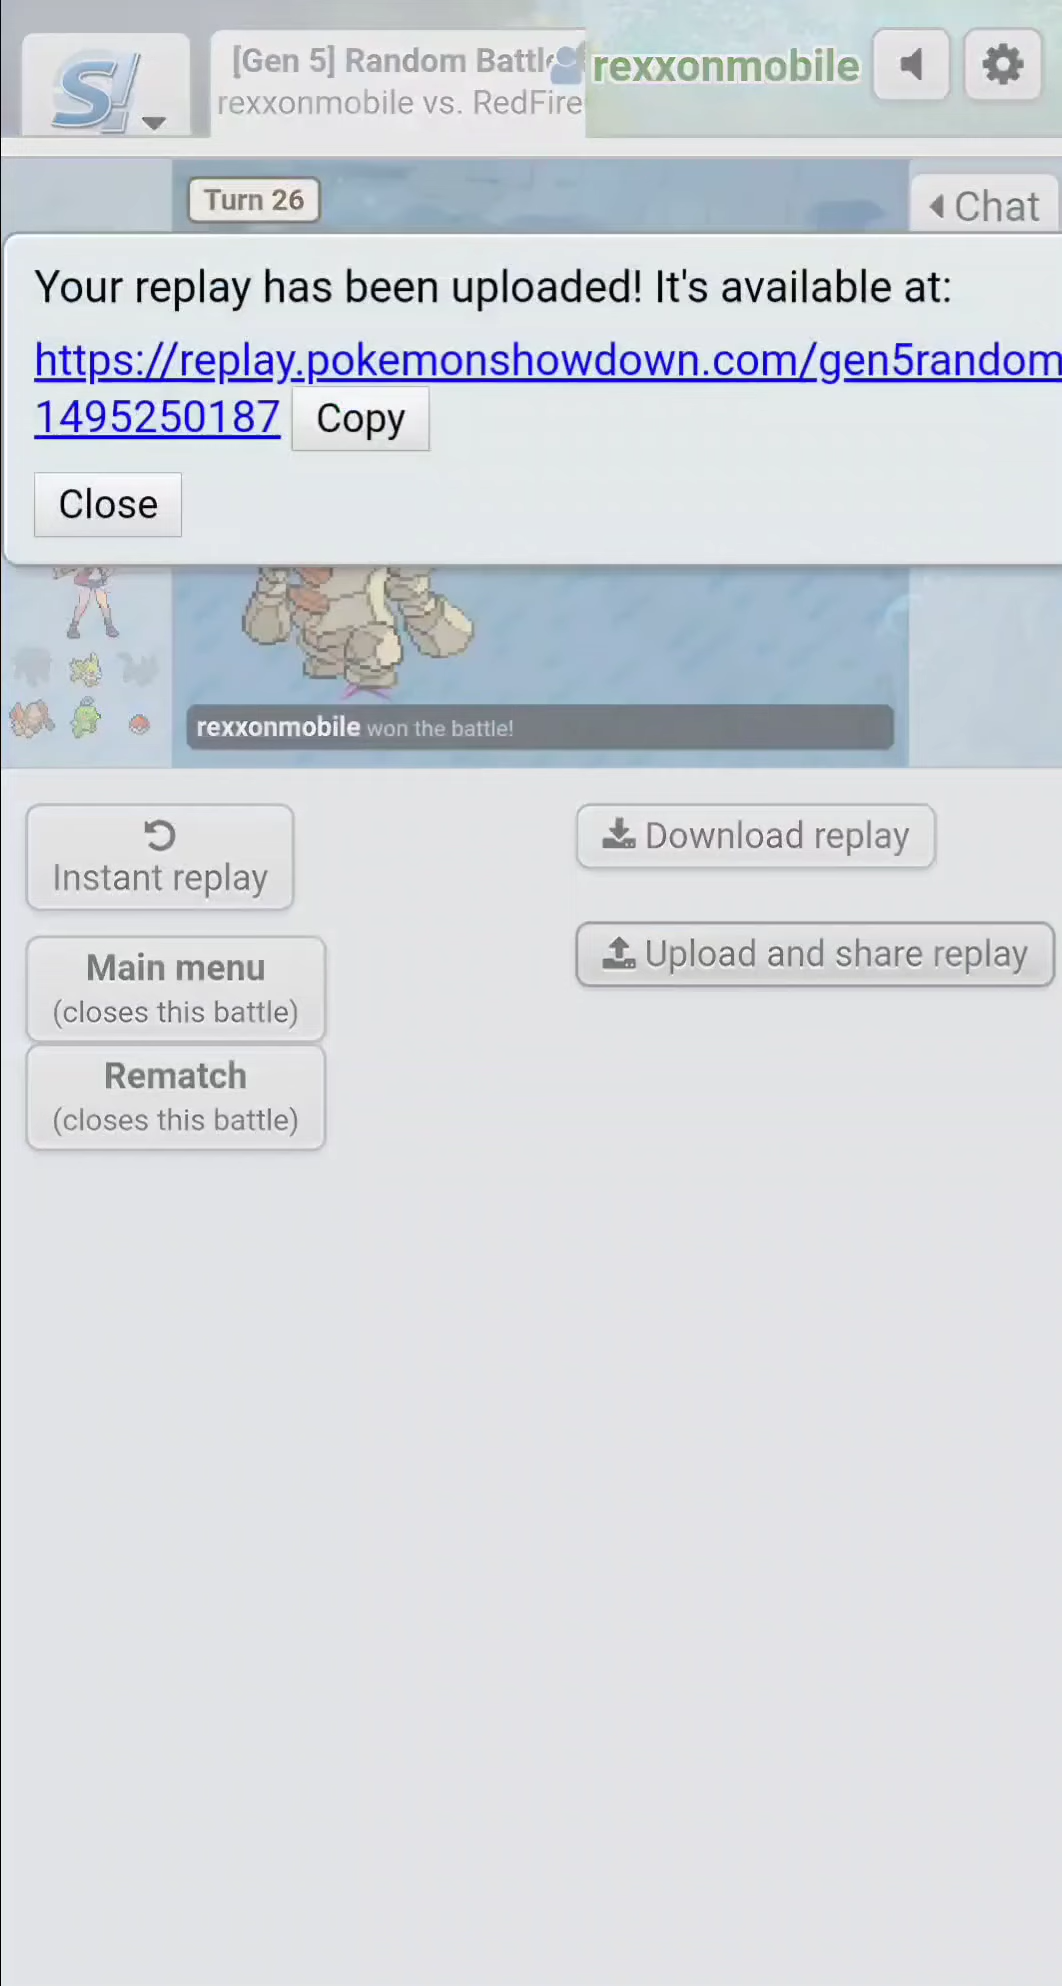 [Gen 5] Random Battle
rexxonmobile vs. RedFire
rexxonmobile
Turn 26
Chat
Your replay has been uploaded! It's available at:
https://replay.pokemonshowdown.com/gen5random
1495250187
Copy
Close
rexxonmobile won the battle!
Instant replay
Download replay
Main menu
(closes this battle)
Upload and share replay
Rematch
(closes this battle)